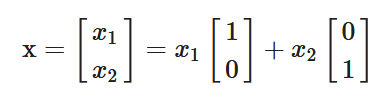 x = [x₁ x₂] = x₁ [1 0] + x₂ [0 1]